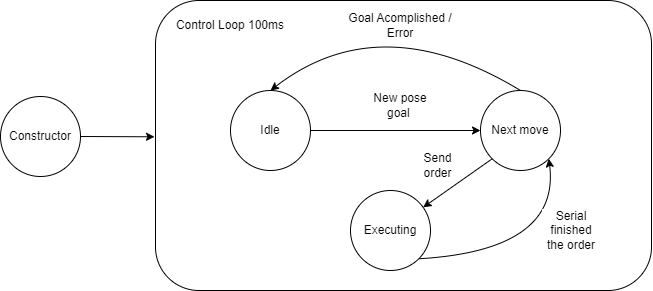 Control Loop 100ms
Goal Acomplished /
Error
Constructor
Idle
New pose
goal
Next move
Send
order
Executing
Serial
finished
the order